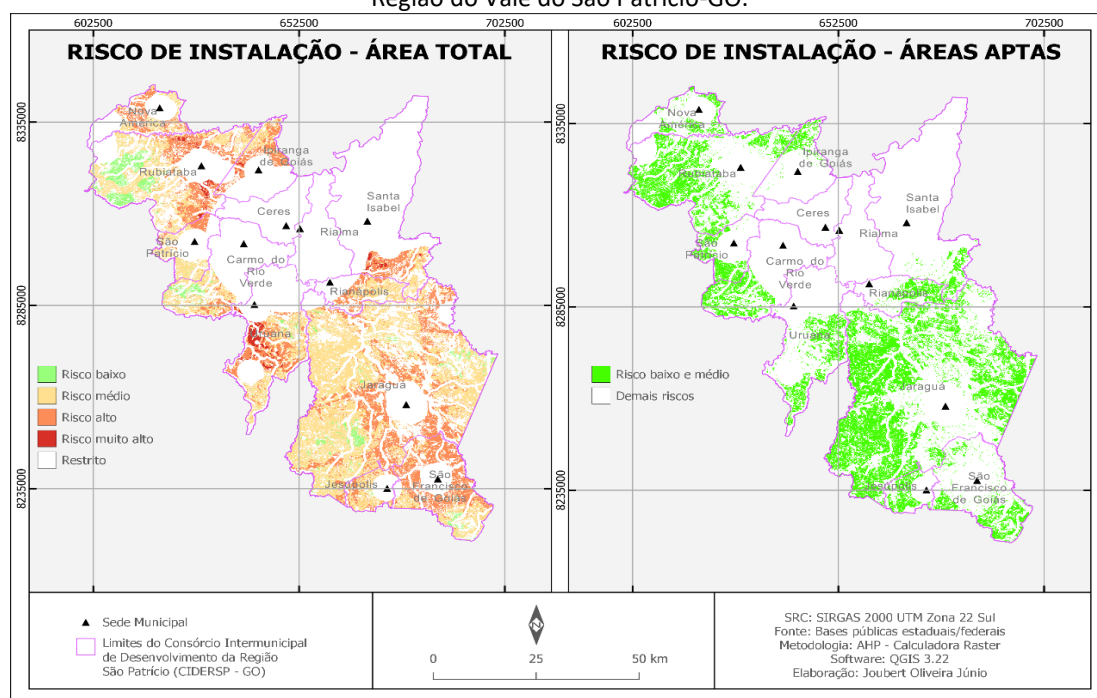 Região do Vale do São Patrício-GO.
602500 652500 702500 602500 652500 702500
RISCO DE INSTALAÇÃO - ÁREA TOTAL
8335000
8285000
8235000
Nova
América
Ipiranga
de Goiás
Rubiataba
Santa
Isabel
Ceres
Rialma
São
Patrício
Carmo do
Rio
Verde
Rianápolis
Uruana
Jaraguá
São
Francisco
de Goiás
Jesúpolis
Risco baixo
Risco médio
Risco alto
Risco muito alto
Restrito
RISCO DE INSTALAÇÃO - ÁREAS APTAS
8335000
8285000
8235000
Nova
América
Ipiranga
de Goiás
Rubiataba
Santa
Isabel
Ceres
Rialma
São
Patrício
Carmo do
Rio
Verde
Rianápolis
Uruana
Jaraguá
São
Francisco
de Goiás
Jesúpolis
Risco baixo e médio
Demais riscos
Sede Municipal
Limites do Consórcio Intermunicipal
de Desenvolvimento da Região
São Patrício (CIDERSP - GO)
N
0 25 50 km
SRC: SIRGAS 2000 UTM Zona 22 Sul
Fonte: Bases públicas estaduais/federais
Metodologia: AHP - Calculadora Raster
Software: QGIS 3.22
Elaboração: Joubert Oliveira Júnio